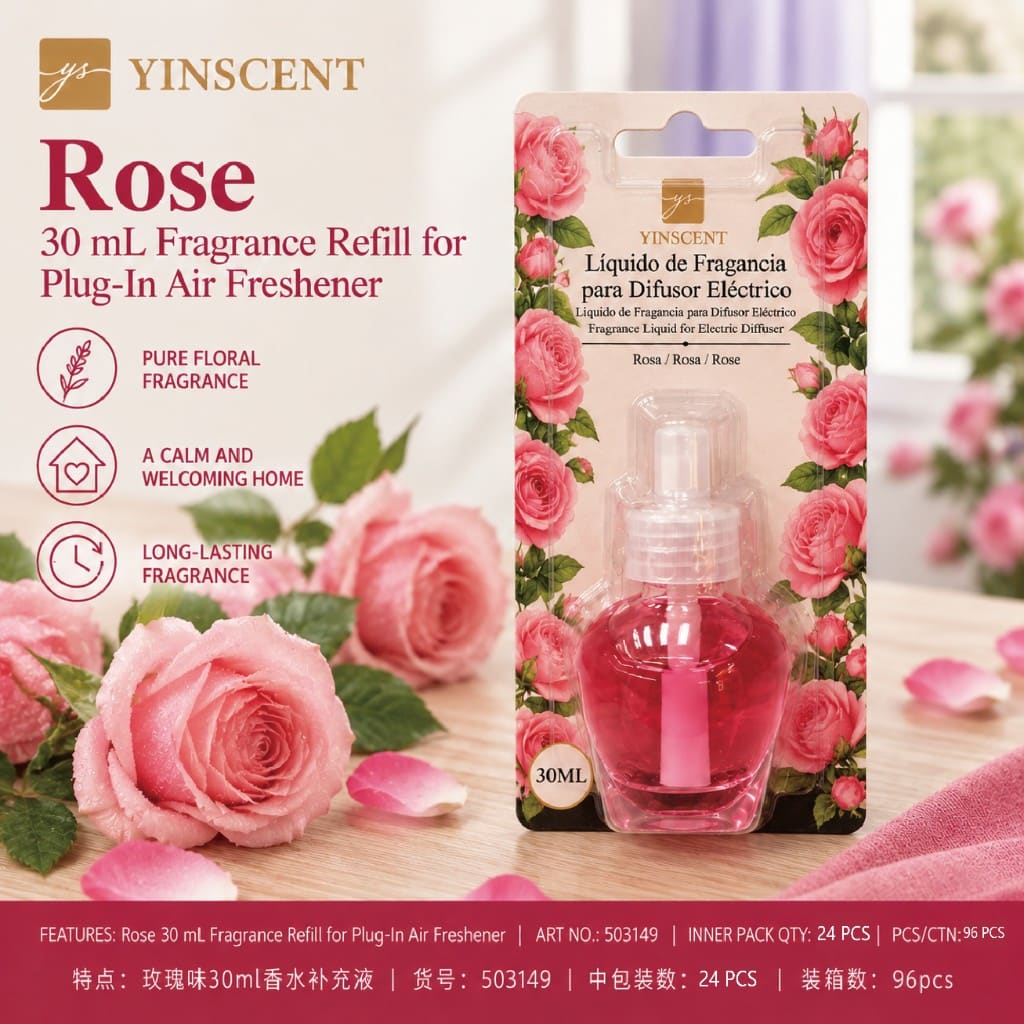 ys YINSCENT
Rose
30 mL Fragrance Refill for
Plug-In Air Freshener
PURE FLORAL
FRAGRANCE
A CALM AND
WELCOMING HOME
LONG-LASTING
FRAGRANCE
ys
YINSCENT
Líquido de Fragancia
para Difusor Eléctrico
Líquido de Fragancia para Difusor Eléctrico
Fragrance Liquid for Electric Diffuser
Rosa / Rosa / Rose
30ML
FEATURES: Rose 30 mL Fragrance Refill for Plug-In Air Freshener | ART NO.: 503149 | INNER PACK QTY: 24 PCS | PCS/CTN: 96 PCS
特点：玫瑰味30ml香水补充液 | 货号：503149 | 中包装数：24 PCS | 装箱数：96pcs